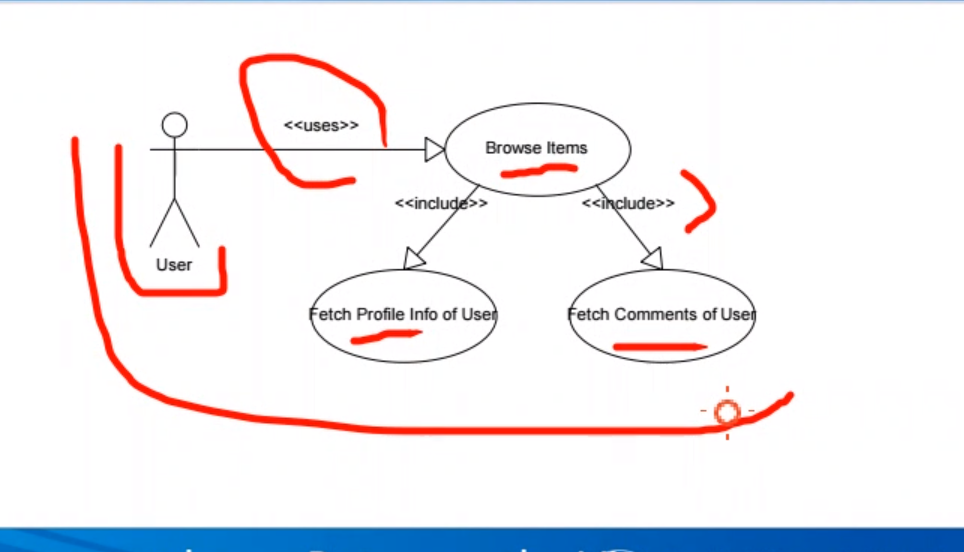 <<uses>>
Browse Items
<<include>>
<<include>>
User
Fetch Profile Info of User
Fetch Comments of User